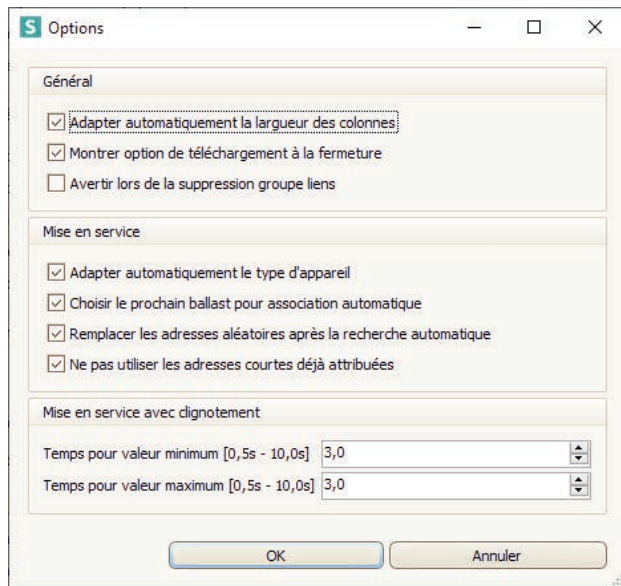 S Options
Général
Adapter automatiquement la largueur des colonnes
Montrer option de téléchargement à la fermeture
Avertir lors de la suppression groupe liens
Mise en service
Adapter automatiquement le type d'appareil
Choisir le prochain ballast pour association automatique
Remplacer les adresses aléatoires après la recherche automatique
Ne pas utiliser les adresses courtes déjà attribuées
Mise en service avec clignotement
Temps pour valeur minimum [0,5s - 10,0s] 3,0
Temps pour valeur maximum [0,5s - 10,0s] 3,0
OK Annuler